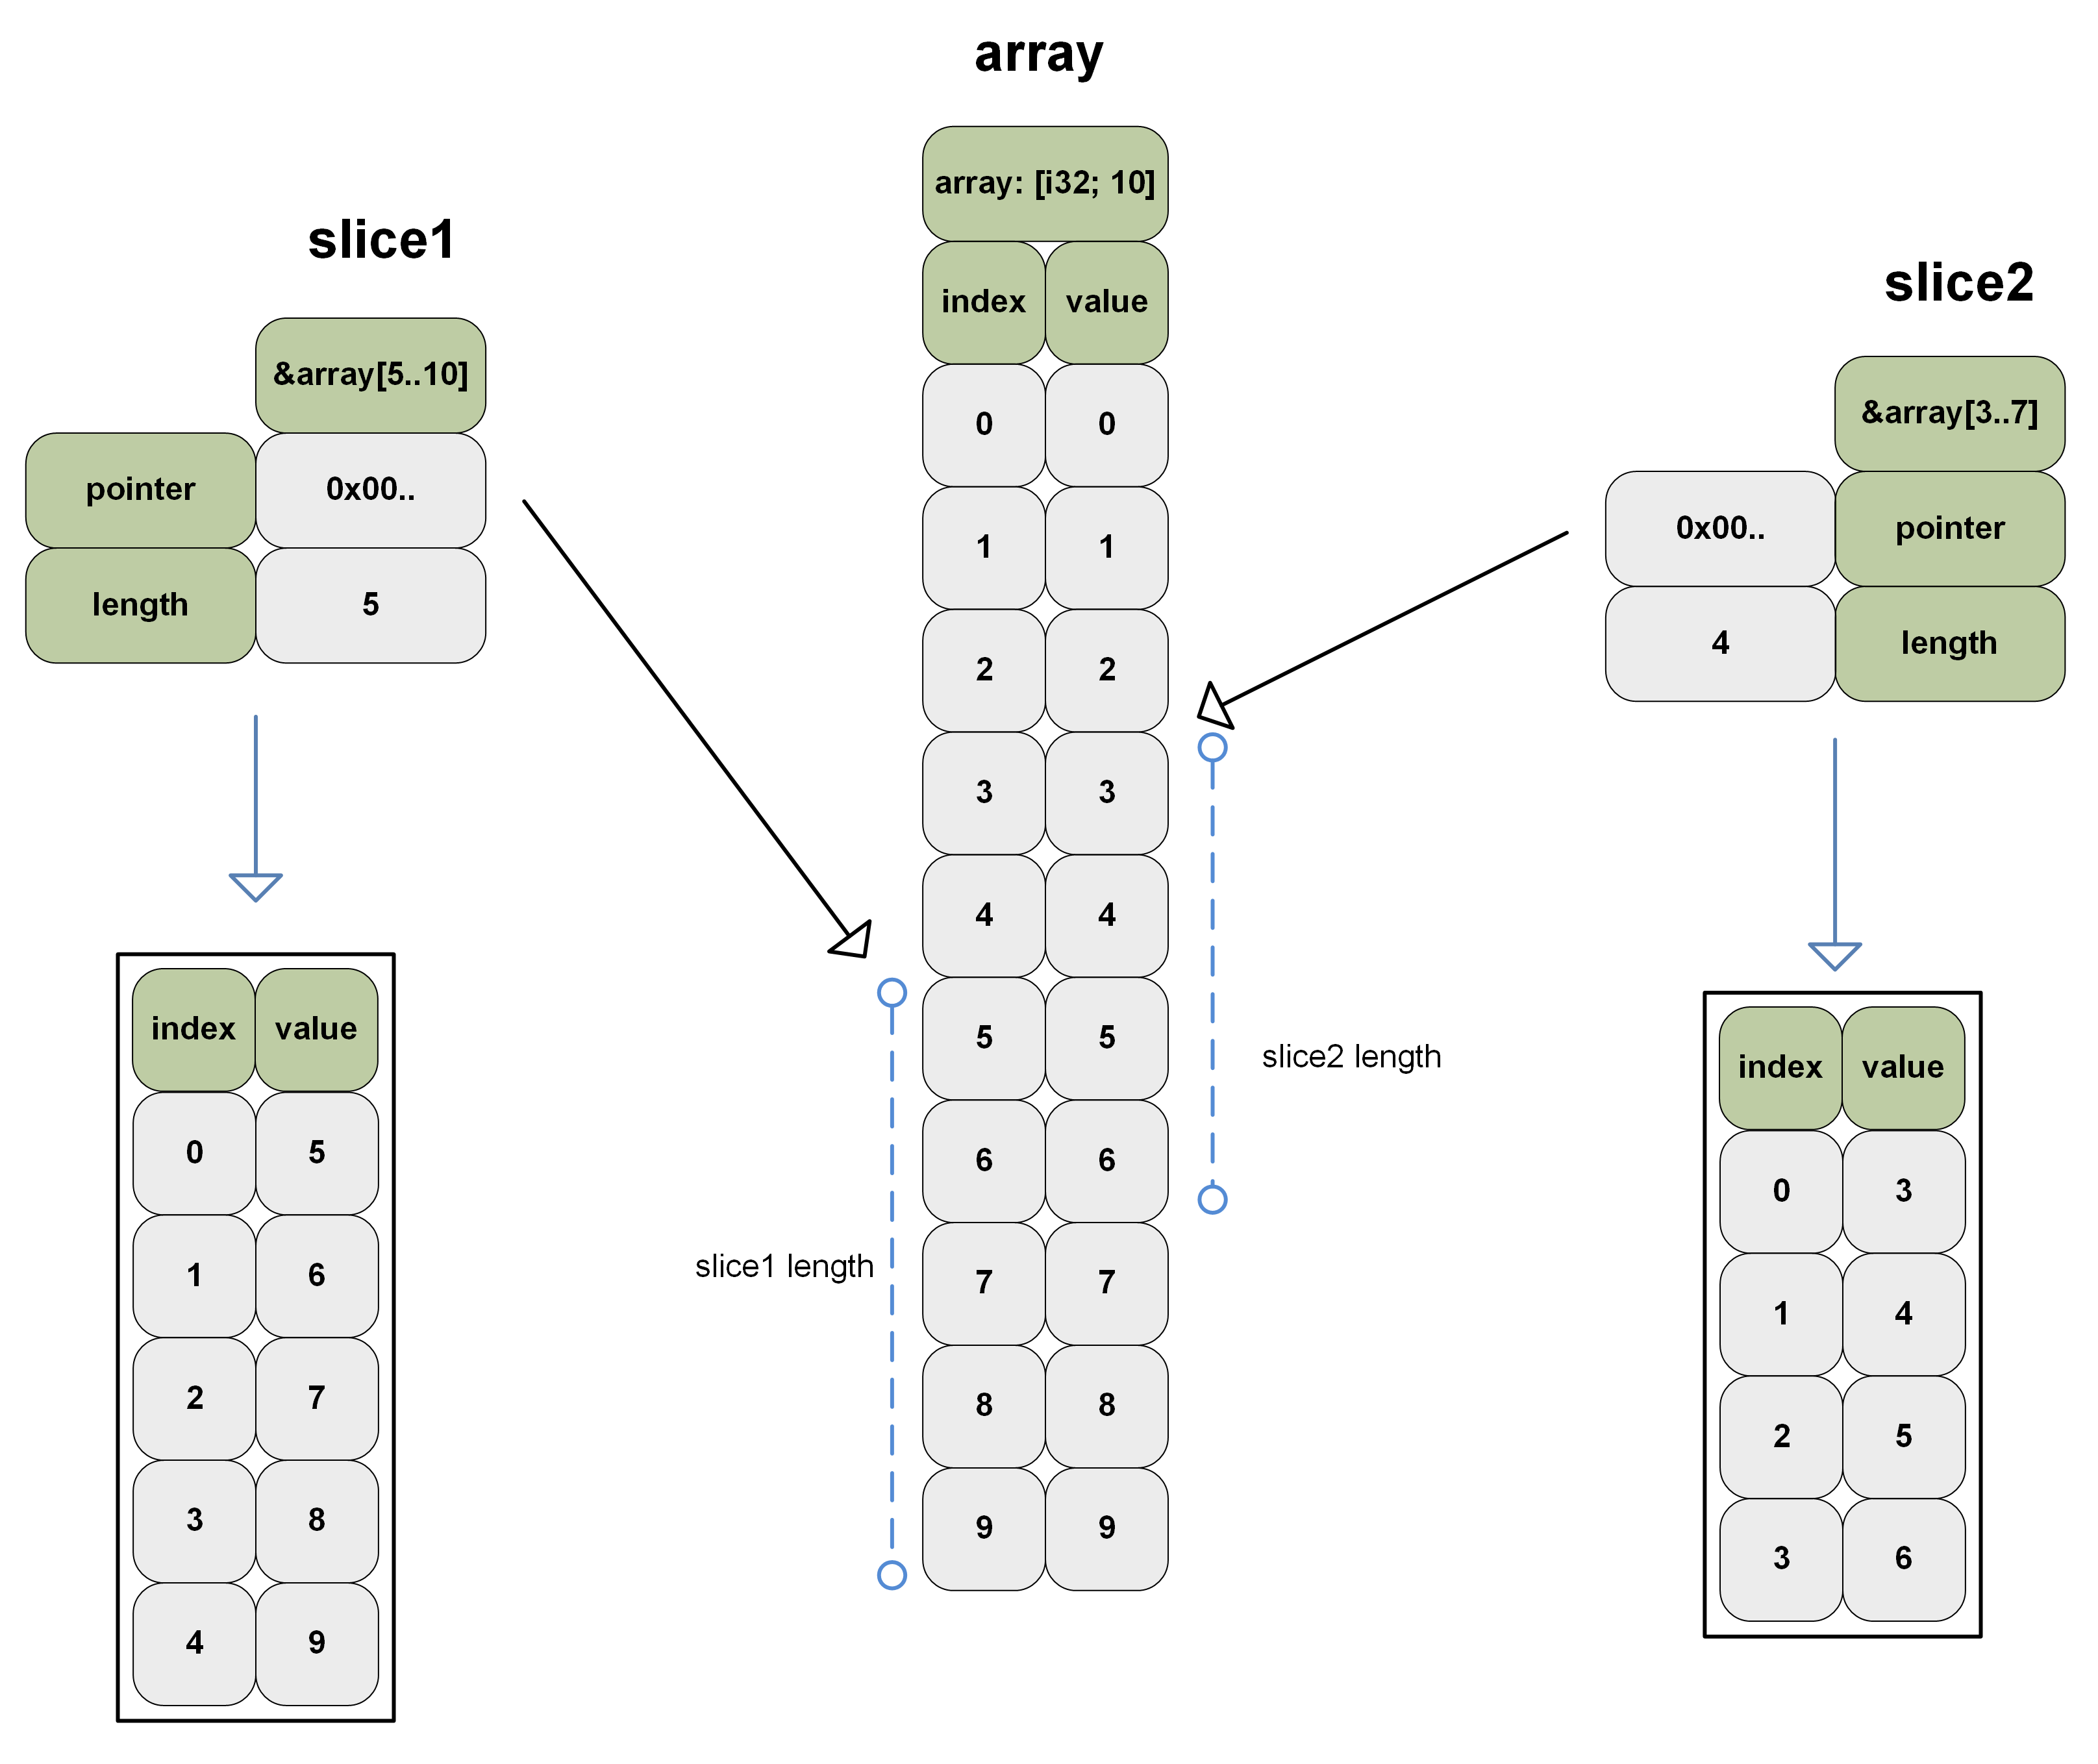 array
array: [i32; 10]
index value
0 0
1 1
2 2
3 3
4 4
5 5
6 6
7 7
8 8
9 9
slice1
&array[5..10]
pointer 0x00..
length 5
index value
0 5
1 6
2 7
3 8
4 9
slice1 length
slice2 length
slice2
&array[3..7]
0x00.. pointer
4 length
index value
0 3
1 4
2 5
3 6